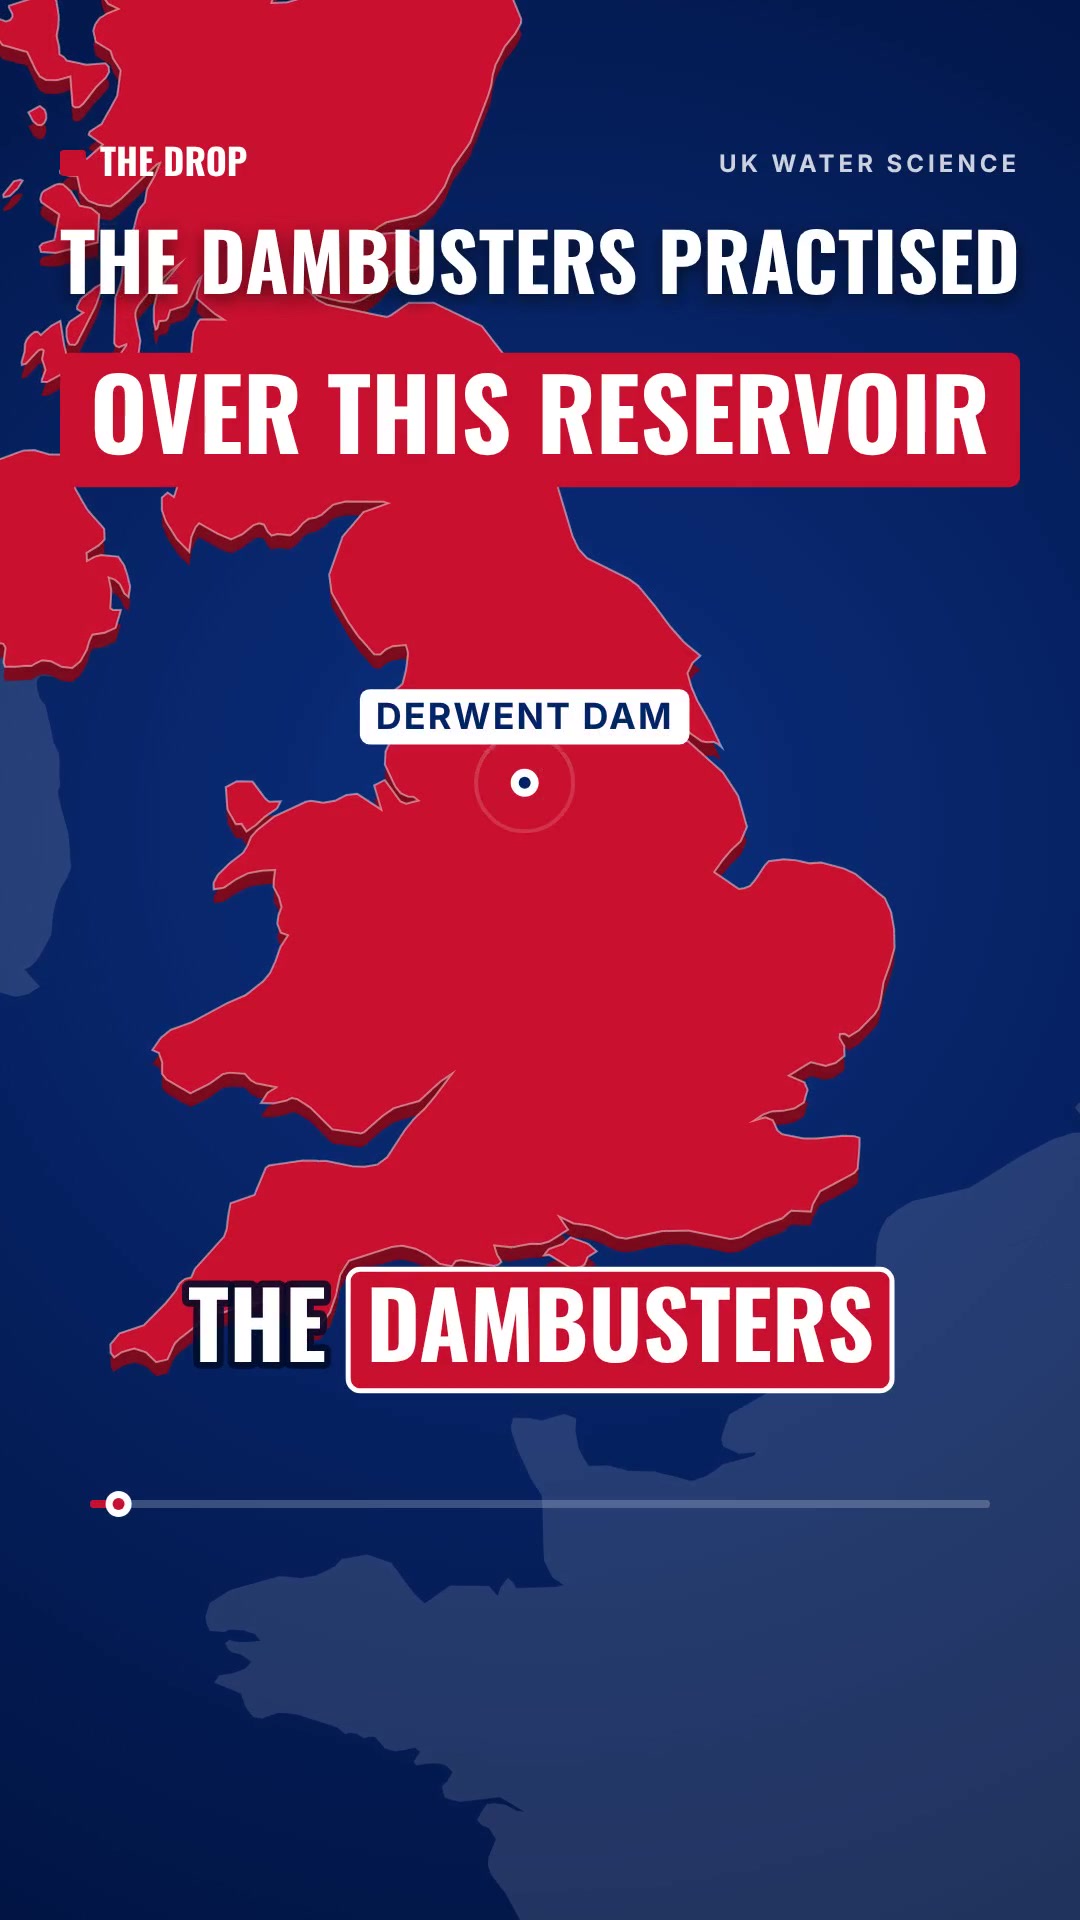 THE DROP
UK WATER SCIENCE
THE DAMBUSTERS PRACTISED
OVER THIS RESERVOIR
DERWENT DAM
THE DAMBUSTERS